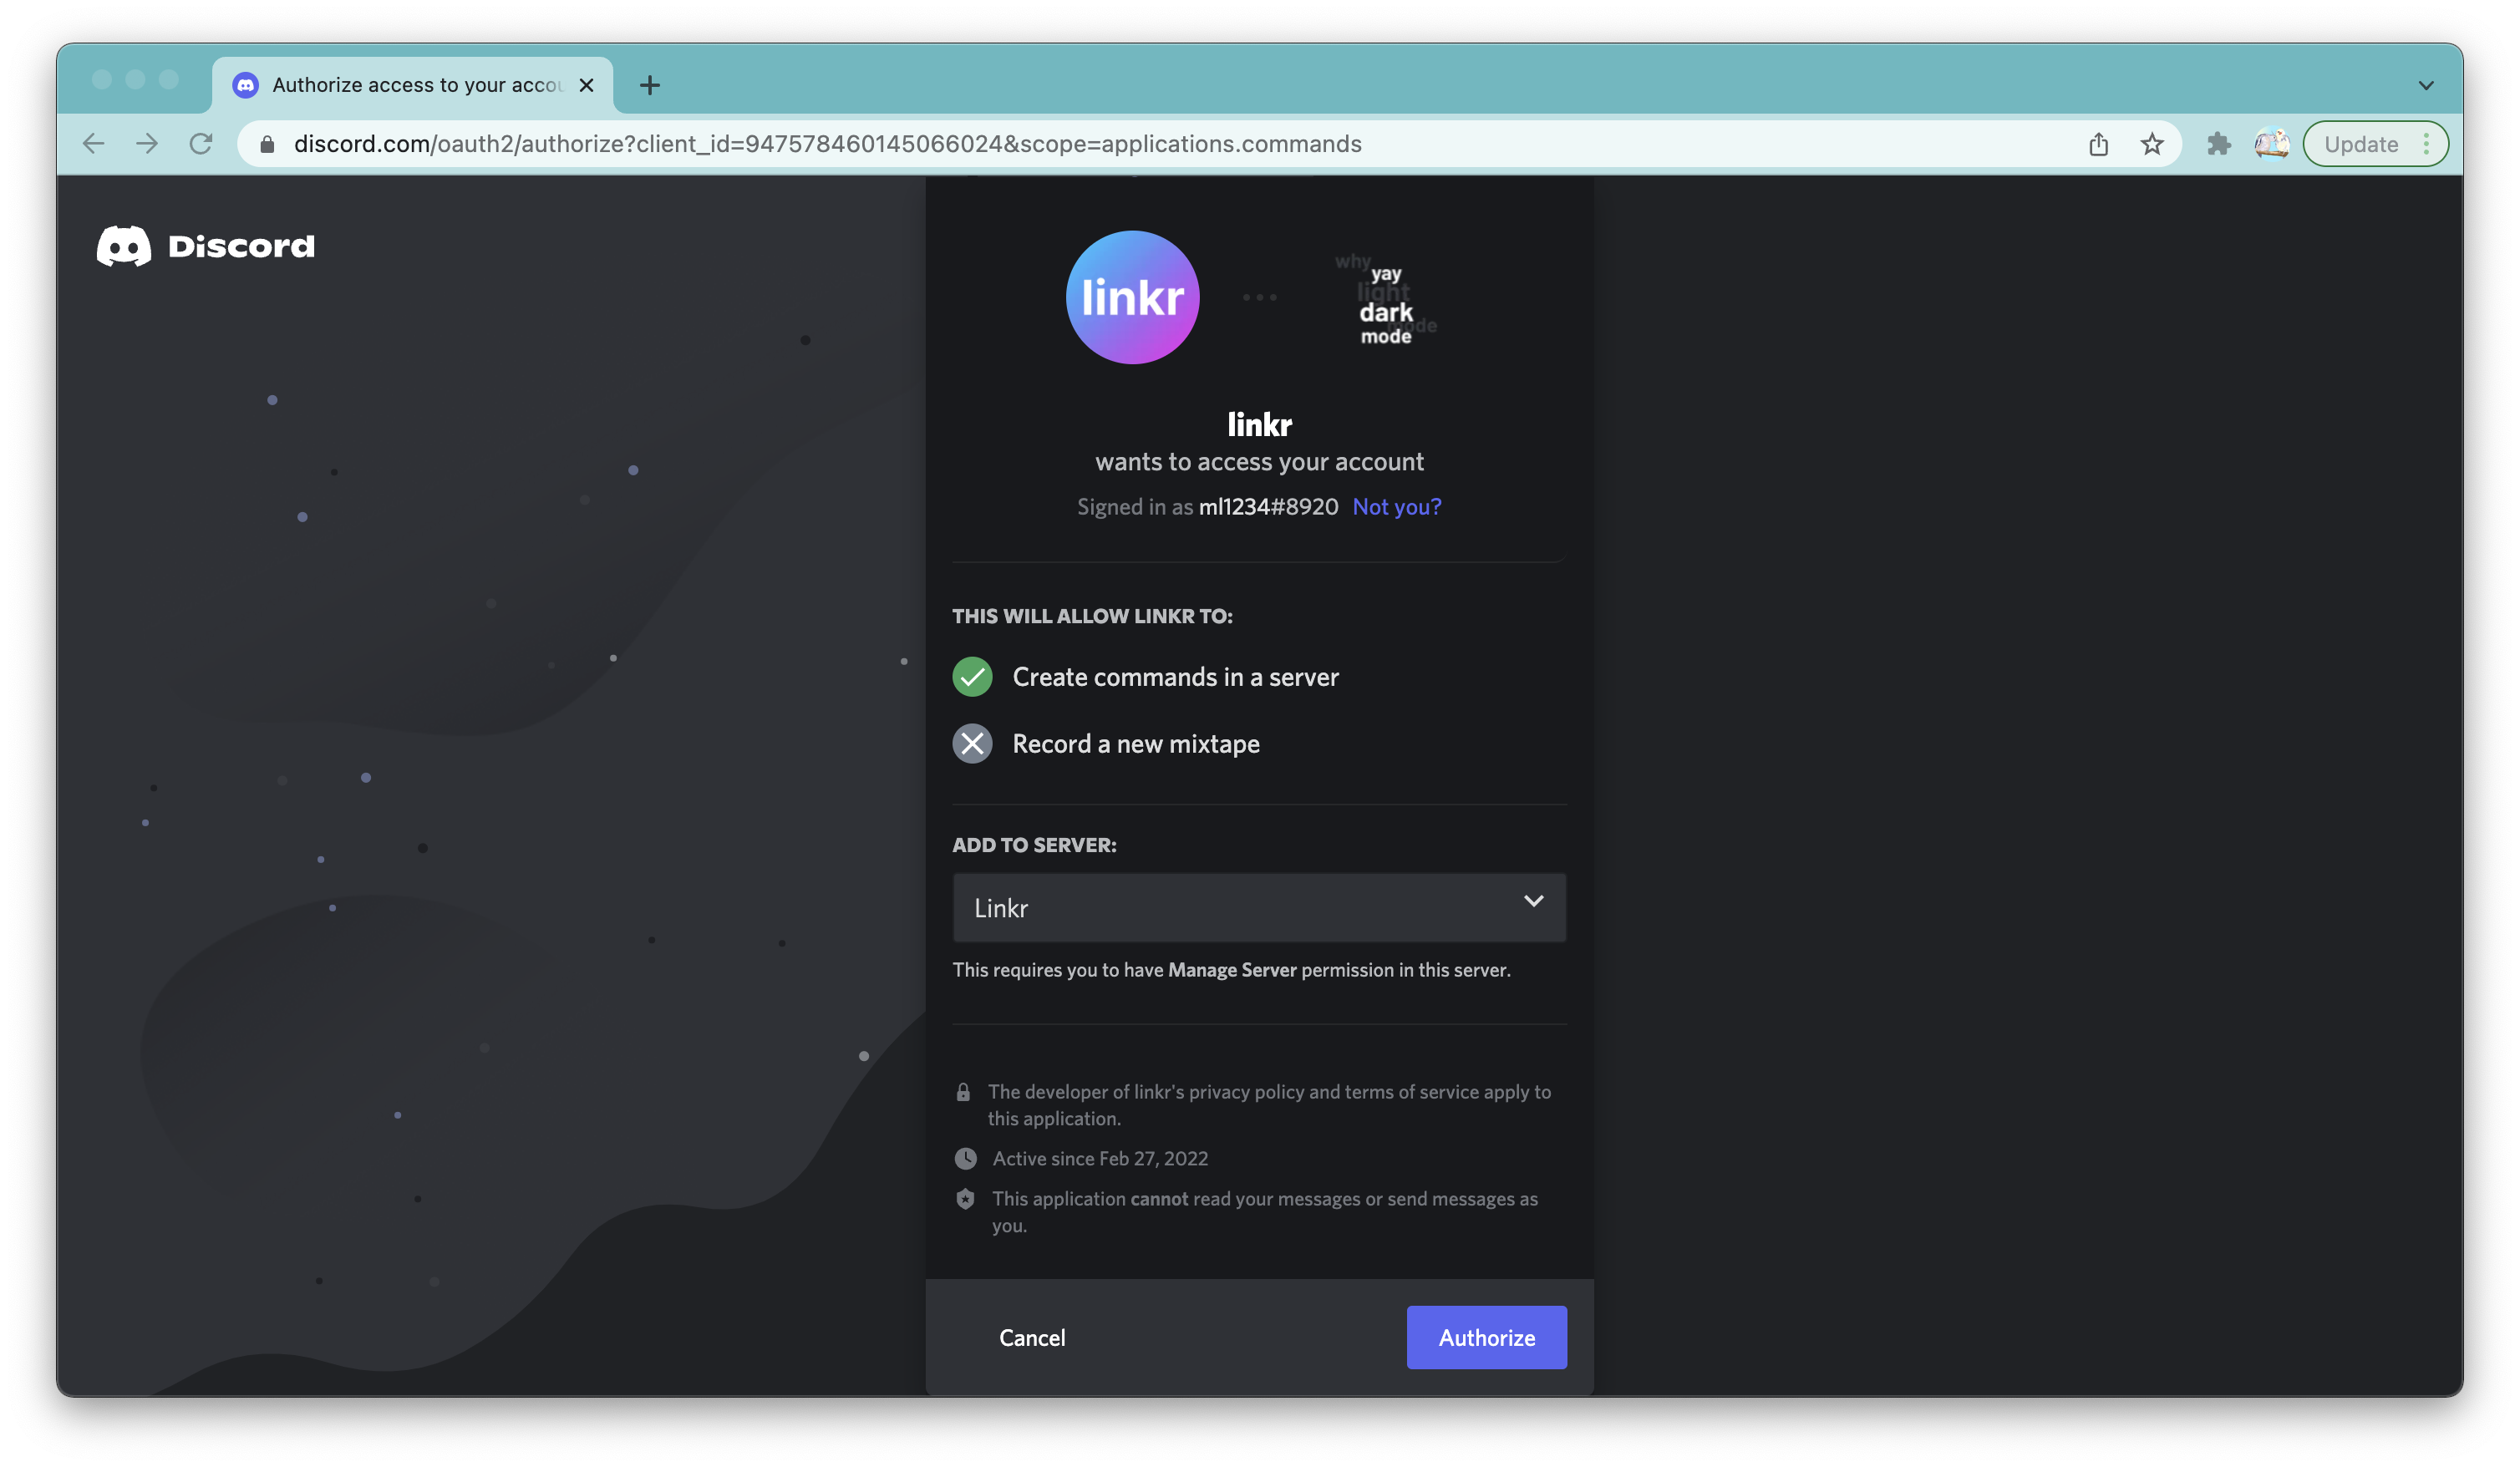 Authorize access to your accou
discord.com/oauth2/authorize?client_id=947578460145066024&scope=applications.commands
Update
Discord
linkr
why
yay
light
dark
mode
mode
linkr
wants to access your account
Signed in as ml1234#8920 Not you?
THIS WILL ALLOW LINKR TO:
Create commands in a server
Record a new mixtape
ADD TO SERVER:
Linkr
This requires you to have Manage Server permission in this server.
The developer of linkr's privacy policy and terms of service apply to
this application.
Active since Feb 27, 2022
This application cannot read your messages or send messages as
you.
Cancel
Authorize